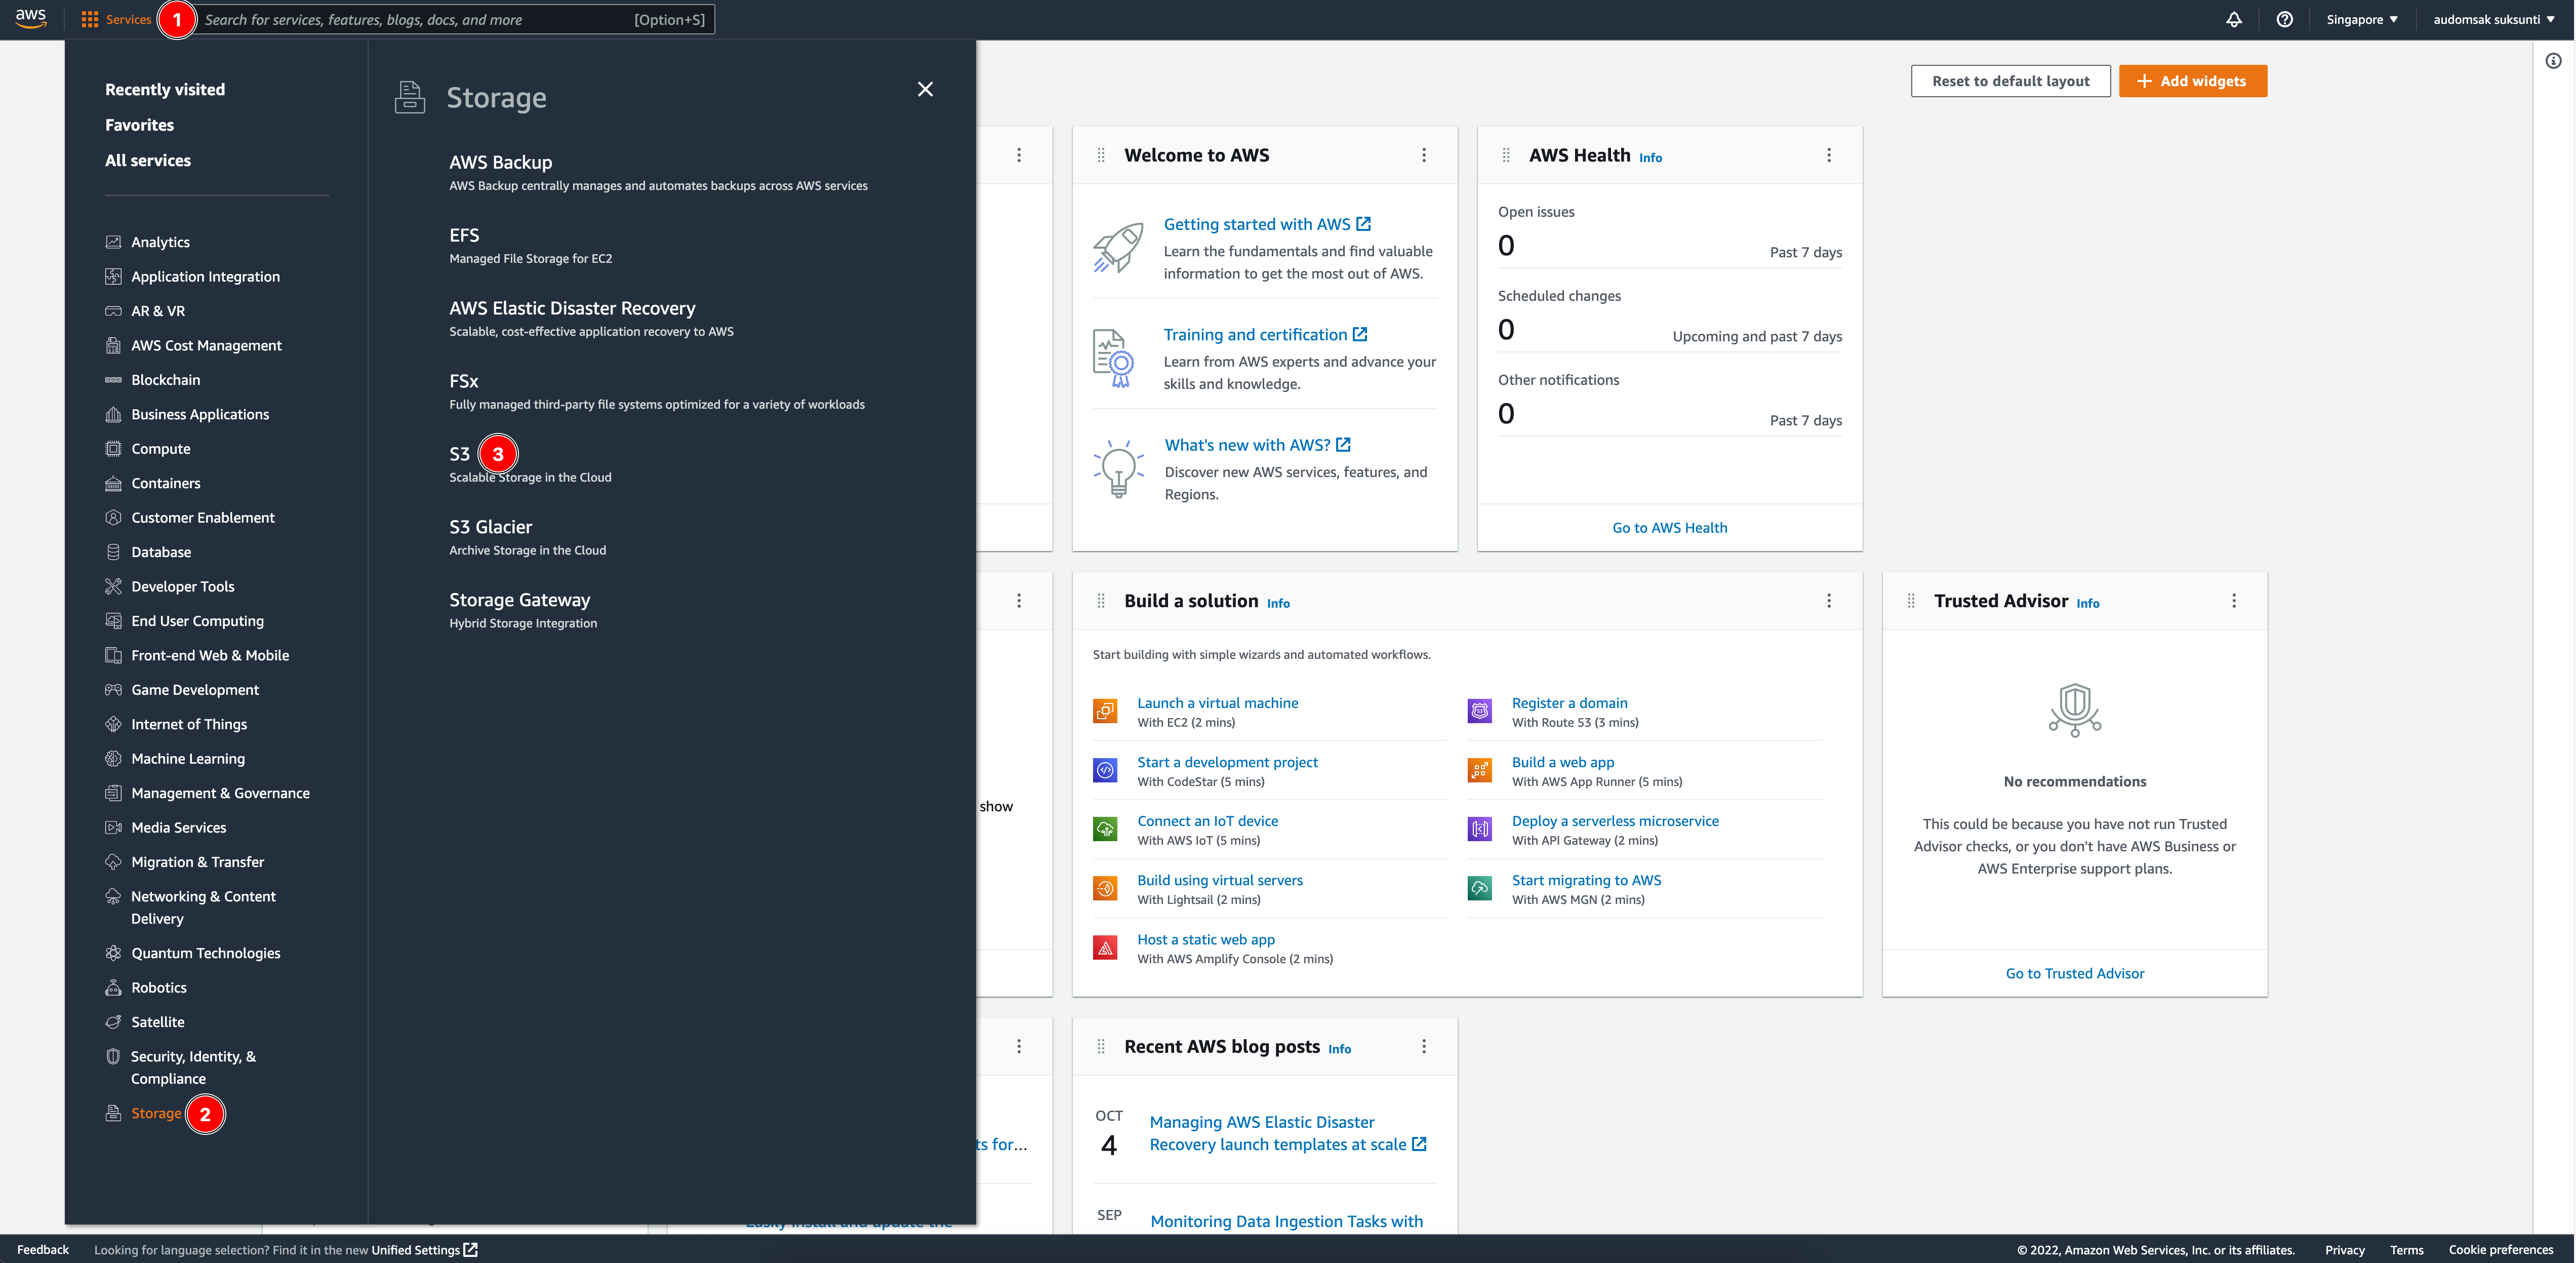 aws
Services
1
Search for services, features, blogs, docs, and more
[Option+S]
Singapore
audomsak suksunti
Recently visited
Favorites
All services
Analytics
Application Integration
AR & VR
AWS Cost Management
Blockchain
Business Applications
Compute
Containers
Customer Enablement
Database
Developer Tools
End User Computing
Front-end Web & Mobile
Game Development
Internet of Things
Machine Learning
Management & Governance
Media Services
Migration & Transfer
Networking & Content
Delivery
Quantum Technologies
Robotics
Satellite
Security, Identity, &
Compliance
Storage
2
Storage
AWS Backup
AWS Backup centrally manages and automates backups across AWS services
EFS
Managed File Storage for EC2
AWS Elastic Disaster Recovery
Scalable, cost-effective application recovery to AWS
FSx
Fully managed third-party file systems optimized for a variety of workloads
S3
3
Scalable Storage in the Cloud
S3 Glacier
Archive Storage in the Cloud
Storage Gateway
Hybrid Storage Integration
Reset to default layout
+ Add widgets
Welcome to AWS
Getting started with AWS
Learn the fundamentals and find valuable
information to get the most out of AWS.
Training and certification
Learn from AWS experts and advance your
skills and knowledge.
What's new with AWS?
Discover new AWS services, features, and
Regions.
AWS Health Info
Open issues
0
Past 7 days
Scheduled changes
0
Upcoming and past 7 days
Other notifications
0
Past 7 days
Go to AWS Health
show
Build a solution Info
Start building with simple wizards and automated workflows.
Launch a virtual machine
With EC2 (2 mins)
Start a development project
With CodeStar (5 mins)
Connect an IoT device
With AWS IoT (5 mins)
Build using virtual servers
With Lightsail (2 mins)
Host a static web app
With AWS Amplify Console (2 mins)
Register a domain
With Route 53 (3 mins)
Build a web app
With AWS App Runner (5 mins)
Deploy a serverless microservice
With API Gateway (2 mins)
Start migrating to AWS
With AWS MGN (2 mins)
Trusted Advisor Info
No recommendations
This could be because you have not run Trusted
Advisor checks, or you don't have AWS Business or
AWS Enterprise support plans.
Go to Trusted Advisor
ts for...
Recent AWS blog posts Info
OCT
4
Managing AWS Elastic Disaster
Recovery launch templates at scale
SEP
Monitoring Data Ingestion Tasks with
Feedback
Looking for language selection? Find it in the new Unified Settings
© 2022, Amazon Web Services, Inc. or its affiliates.
Privacy
Terms
Cookie preferences